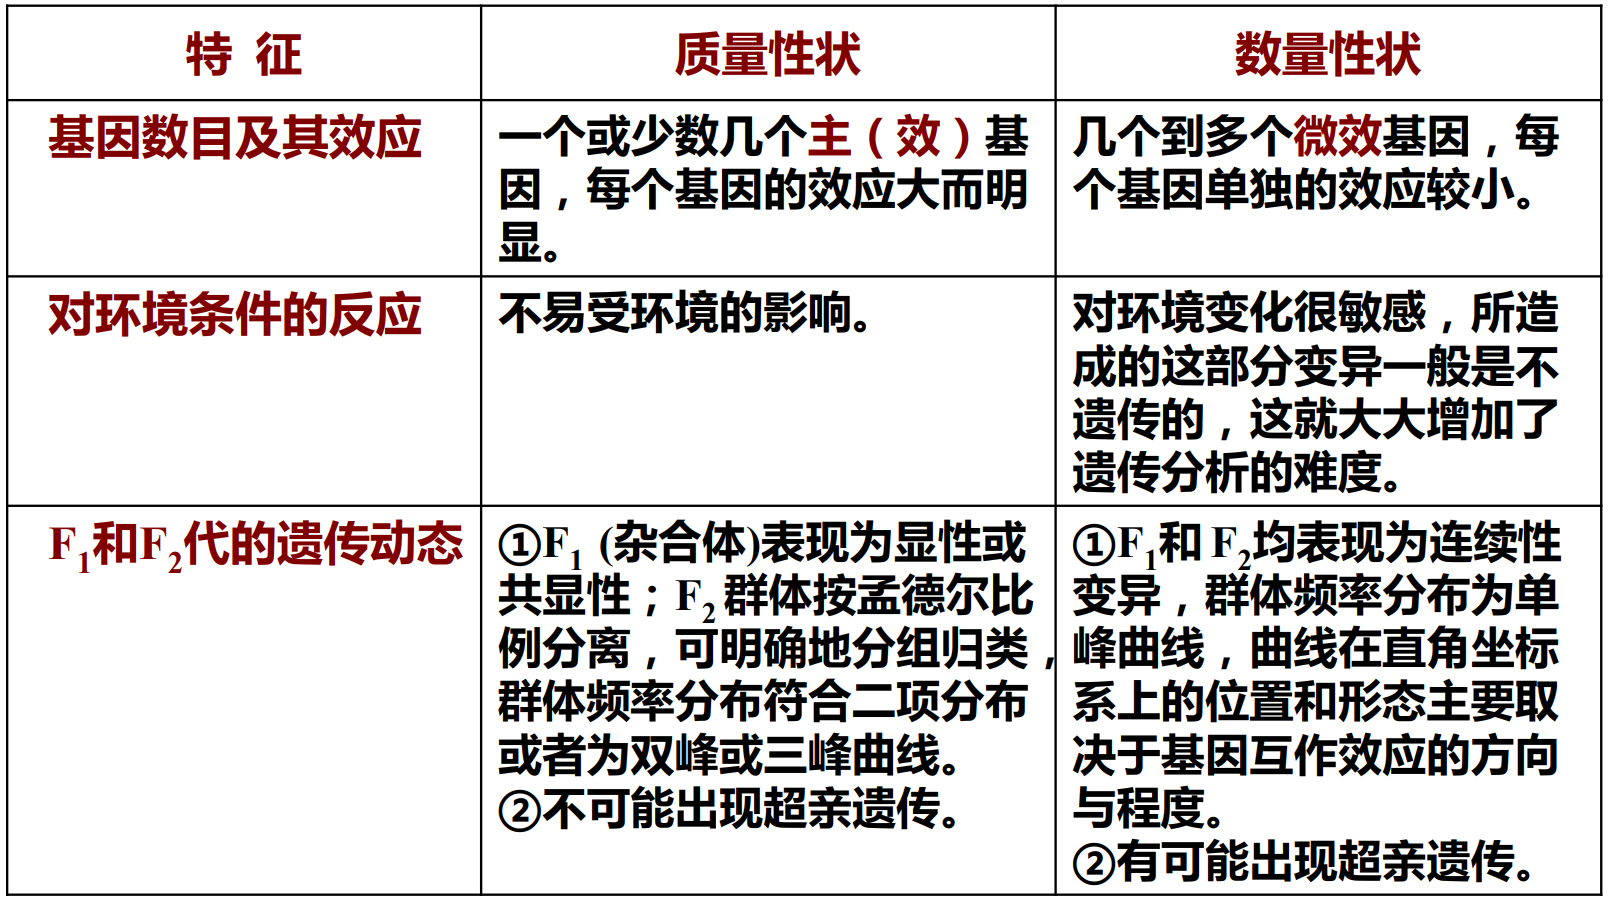 特 征
质量性状
数量性状
基因数目及其效应
一个或少数几个主（效）基
因，每个基因的效应大而明
显。
几个到多个微效基因，每
个基因单独的效应较小。
对环境条件的反应
不易受环境的影响。
对环境变化很敏感，所造
成的这部分变异一般是不
遗传的，这就大大增加了
遗传分析的难度。
F₁和F₂代的遗传动态
①F₁ (杂合体)表现为显性或
共显性；F₂ 群体按孟德尔比
例分离，可明确地分组归类，
群体频率分布符合二项分布
或者为双峰或三峰曲线。
②不可能出现超亲遗传。
①F₁和 F₂均表现为连续性
变异，群体频率分布为单
峰曲线，曲线在直角坐标
系上的位置和形态主要取
决于基因互作效应的方向
与程度。
②有可能出现超亲遗传。